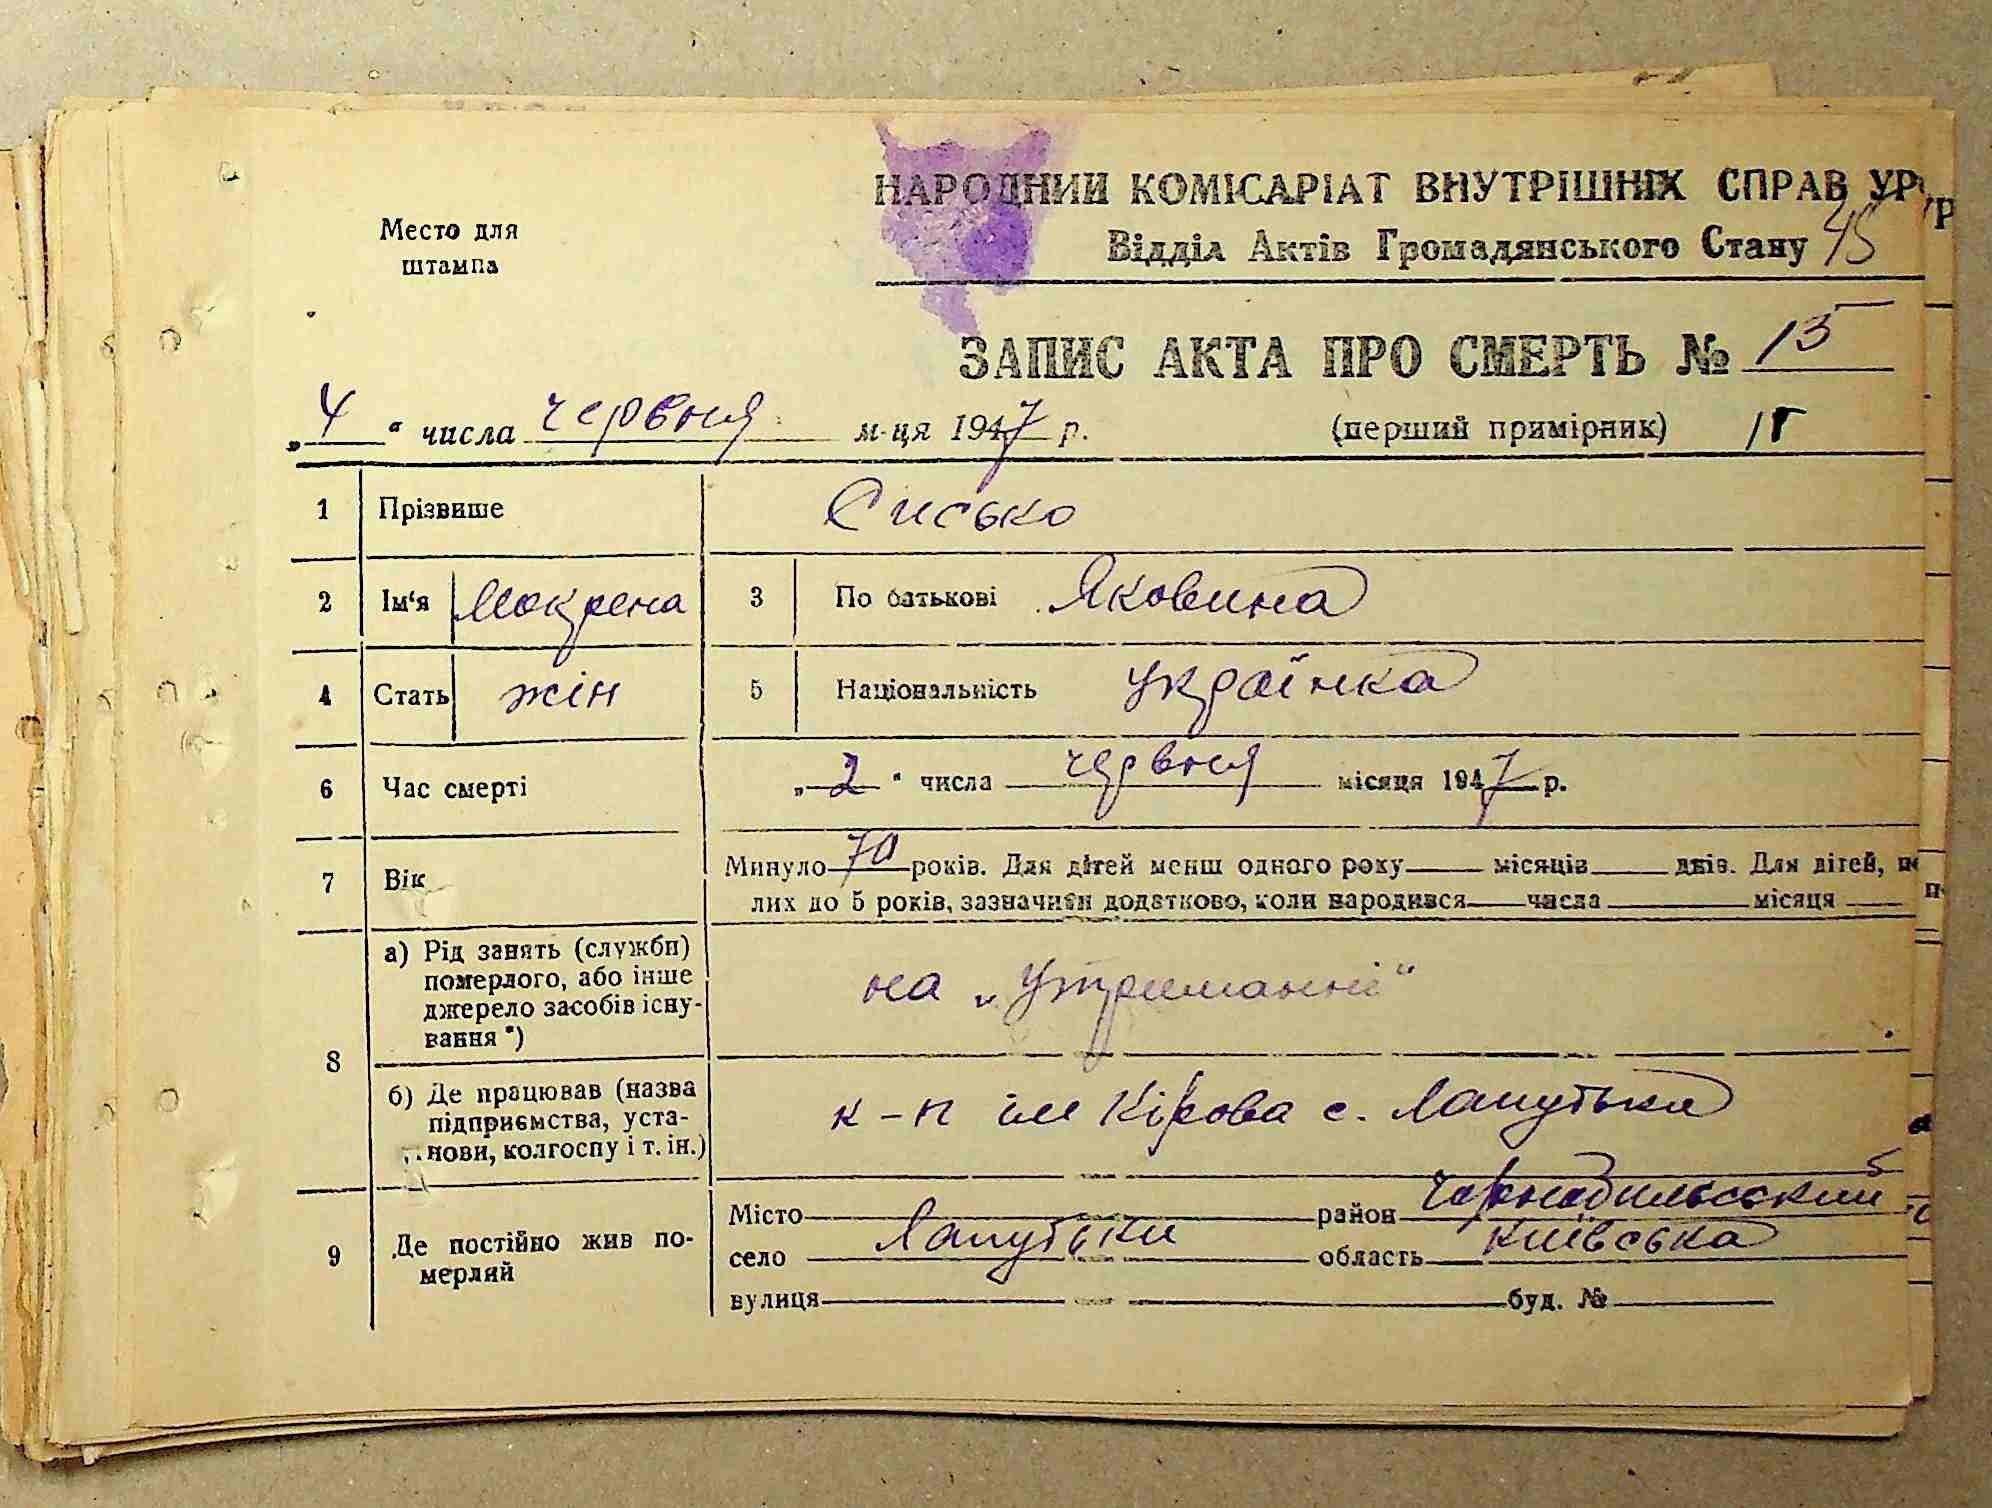 НАРОДНИЙ КОМІСАРІАТ ВНУТРІШНІХ СПРАВ УР
Место для
штампа
Відділ Актів Громадянського Стану 45
ЗАПИС АКТА ПРО СМЕРТЬ № 15
„4“ числа червня м-ця 1947 р. (перший примірник)
1 Прізвише Сисько
2 Ім'я Мокрена 3 По батькові Яковина
4 Стать жін 5 Національність українка
6 Час смерті „2“ числа червня місяця 1947 р.
7 Вік Минуло 70 років. Для дітей менш одного року місяців днів. Для дітей,
лих до 5 років, зазначити додатково, коли народився числа місяця
8 а) Рід занять (служби)
померлого, або інше
джерело засобів існу-
вання *)
на „Утриманні“
б) Де працював (назва
підприємства, уста-
нови, колгоспу і т. ін.)
к-п ім Кірова с. Лапутьки
9 Де постійно жив по-
мерлий
Місто район Чорнобильський
село Лапутьки область Київська
вулиця буд. №